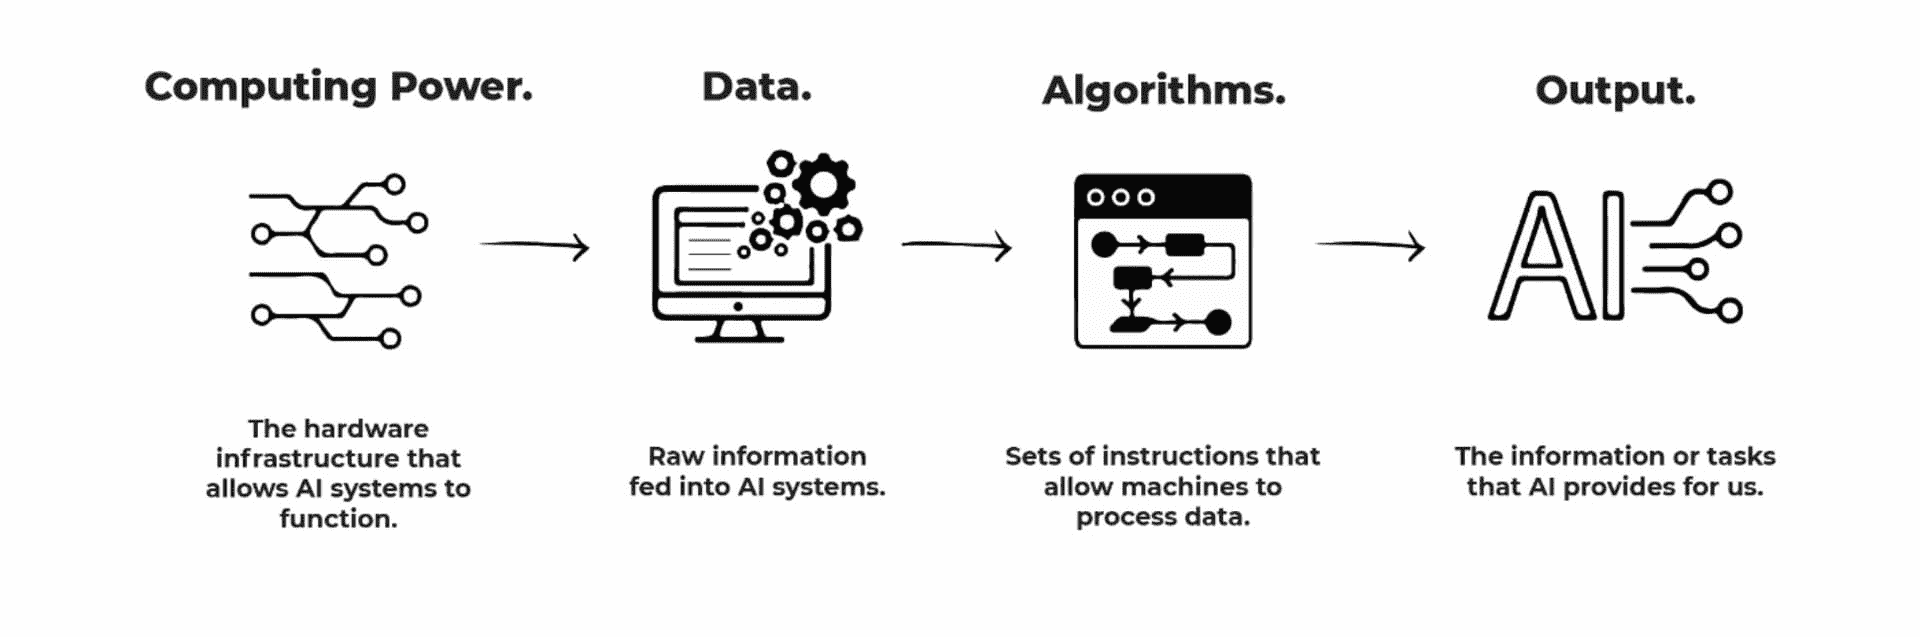 Computing Power.
Data.
Algorithms.
Output.
AI
The hardware
infrastructure that
allows AI systems to
function.
Raw information
fed into AI systems.
Sets of instructions that
allow machines to
process data.
The information or tasks
that AI provides for us.